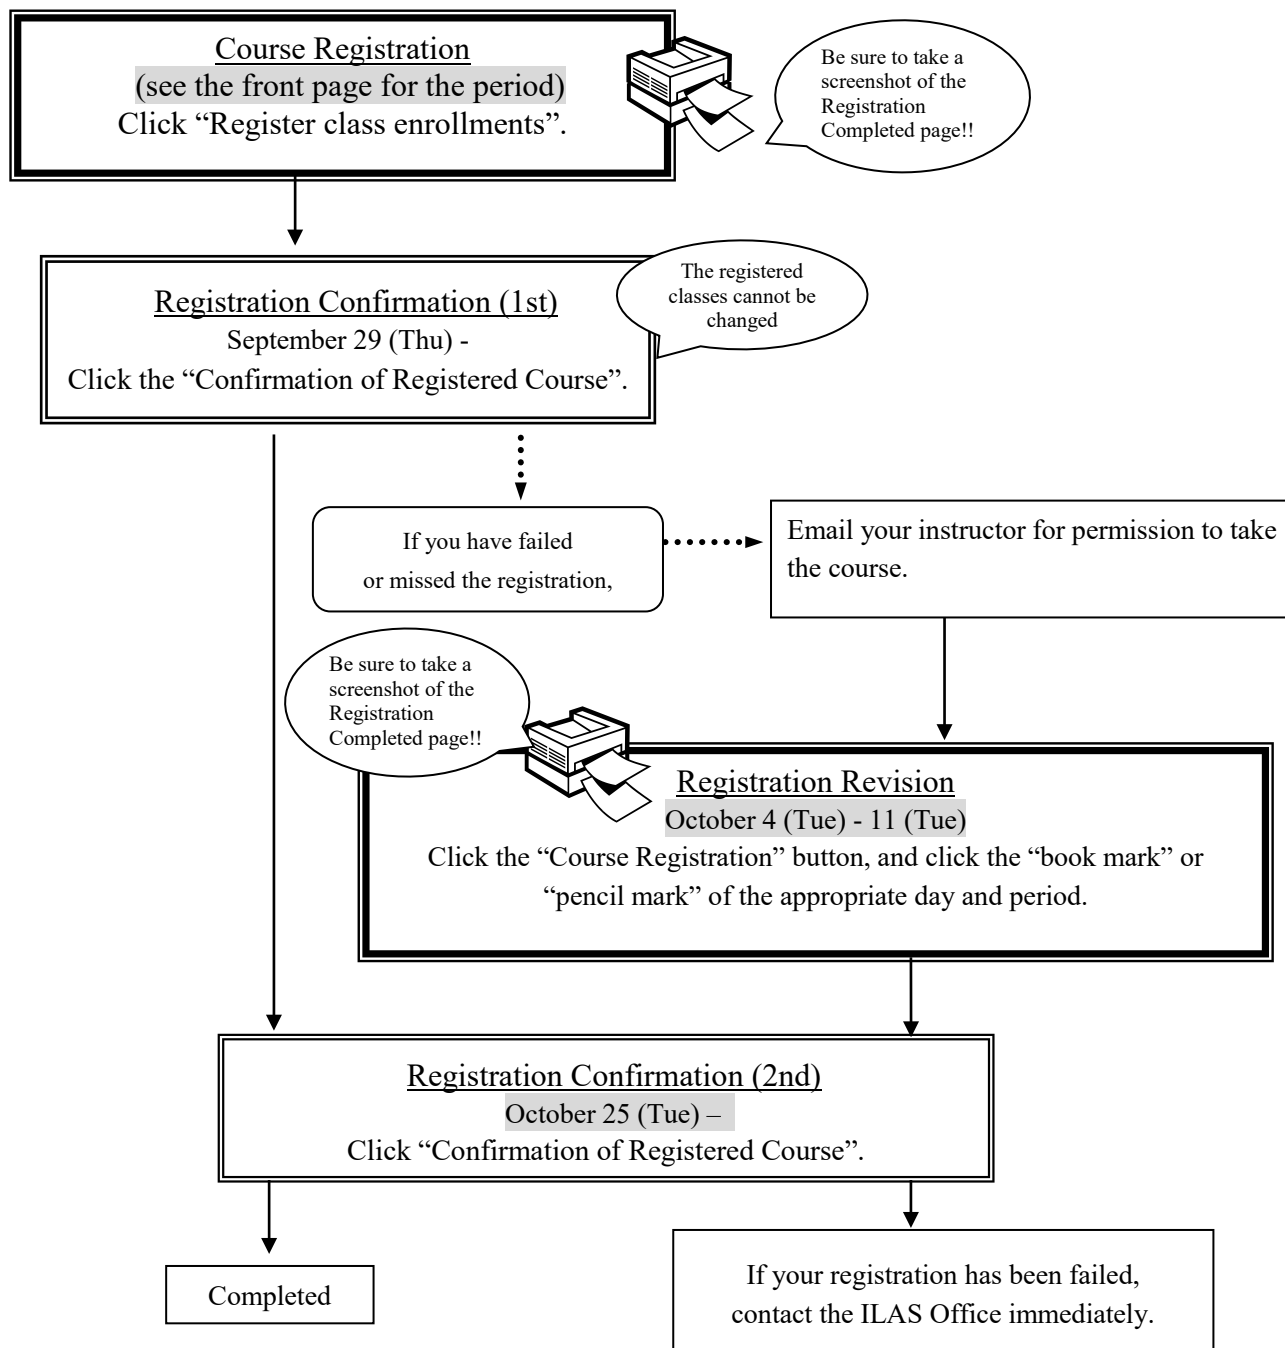 Course Registration
(see the front page for the period)
Click “Register class enrollments”.
Be sure to take a
screenshot of the
Registration
Completed page!!
The registered
classes cannot be
changed
Registration Confirmation (1st)
September 29 (Thu) -
Click the “Confirmation of Registered Course”.
If you have failed
or missed the registration,
Email your instructor for permission to take
the course.
Be sure to take a
screenshot of the
Registration
Completed page!!
Registration Revision
October 4 (Tue) - 11 (Tue)
Click the “Course Registration” button, and click the “book mark” or
“pencil mark” of the appropriate day and period.
Registration Confirmation (2nd)
October 25 (Tue) –
Click “Confirmation of Registered Course”.
Completed
If your registration has been failed,
contact the ILAS Office immediately.